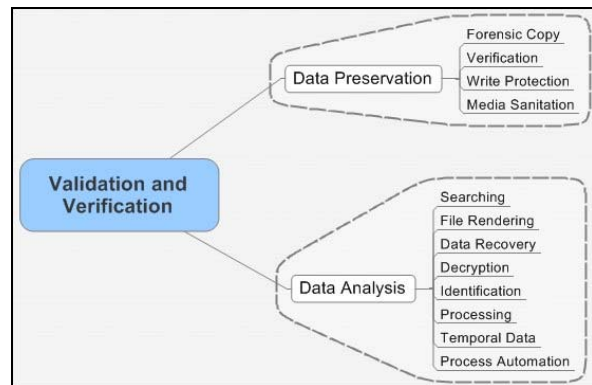 Validation and
Verification
Data Preservation
Forensic Copy
Verification
Write Protection
Media Sanitation
Data Analysis
Searching
File Rendering
Data Recovery
Decryption
Identification
Processing
Temporal Data
Process Automation